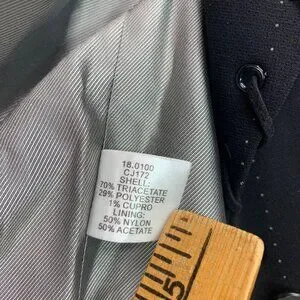 18.0100
CJ172
SHELL:
70% TRIACETATE
29% POLYESTER
1% CUPRO
LINING:
50% NYLON
50% ACETATE
5